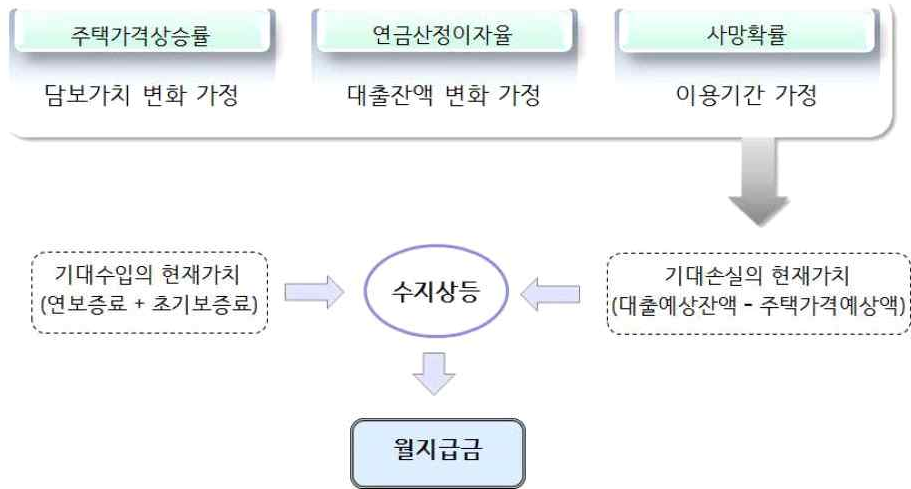 주택가격상승률
연금산정이자율
사망확률
담보가치 변화 가정
대출잔액 변화 가정
이용기간 가정
기대수입의 현재가치
(연보증료 + 초기보증료)
수지상등
기대손실의 현재가치
(대출예상잔액 - 주택가격예상액)
월지급금